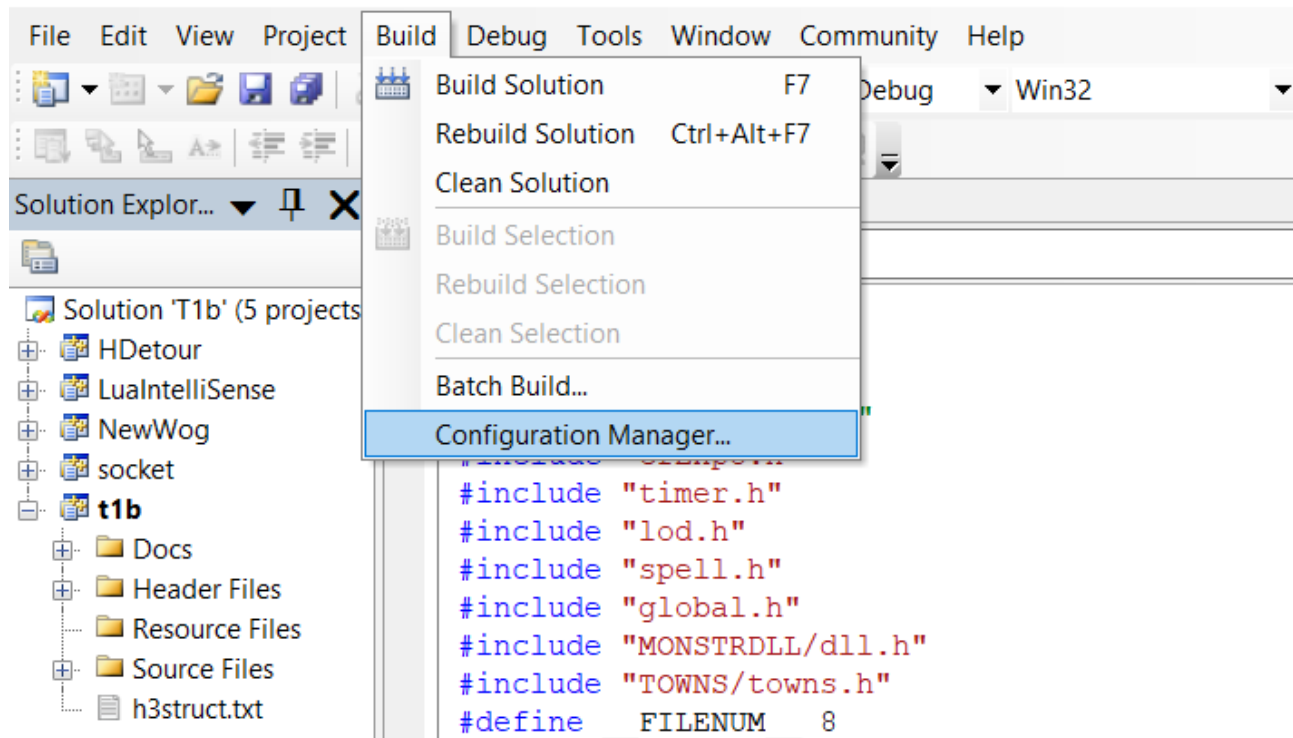 File Edit View Project Build Debug Tools Window Community Help
Build Solution F7
Debug Win32
Rebuild Solution Ctrl+Alt+F7
Clean Solution
Solution Explor...
Build Selection
Rebuild Selection
Clean Selection
Batch Build...
Configuration Manager...
Solution 'T1b' (5 projects
HDetour
LuaIntelliSense
NewWog
socket
t1b
Docs
Header Files
Resource Files
Source Files
h3struct.txt
"
#include
#include "timer.h"
#include "lod.h"
#include "spell.h"
#include "global.h"
#include "MONSTRDLL/dll.h"
#include "TOWNS/towns.h"
#define FILENUM 8